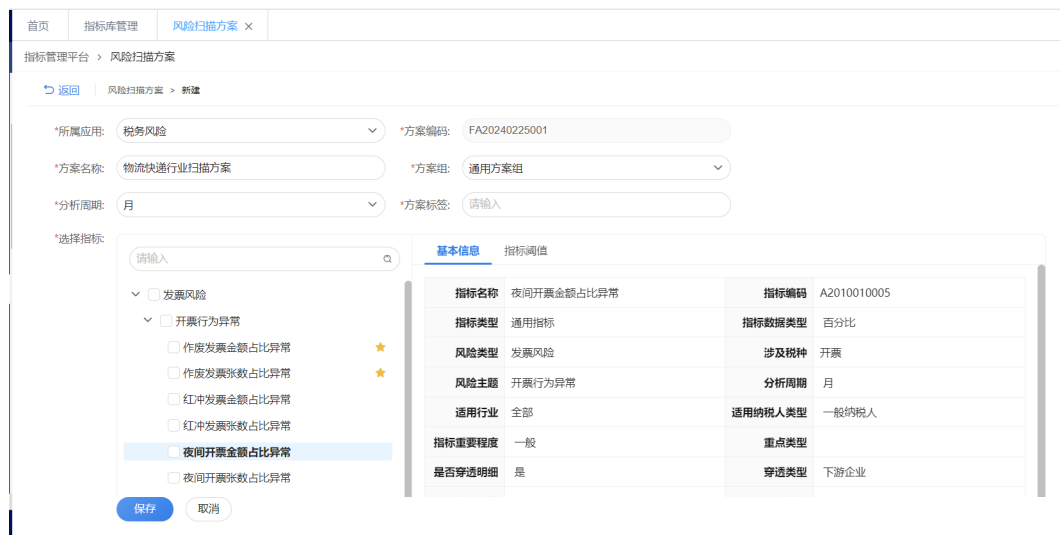 首页 指标库管理 风险扫描方案 ×
指标管理平台 > 风险扫描方案
返回 风险扫描方案 > 新建
*所属应用: 税务风险 *方案编码: FA20240225001
*方案名称: 物流快递行业扫描方案 *方案组: 通用方案组
*分析周期: 月 *方案标签: 请输入
*选择指标:
请输入
发票风险
开票行为异常
作废发票金额占比异常
作废发票张数占比异常
红冲发票金额占比异常
红冲发票张数占比异常
夜间开票金额占比异常
夜间开票张数占比异常
基本信息 指标阈值
指标名称 夜间开票金额占比异常 指标编码 A2010010005
指标类型 通用指标 指标数据类型 百分比
风险类型 发票风险 涉及税种 开票
风险主题 开票行为异常 分析周期 月
适用行业 全部 适用纳税人类型 一般纳税人
指标重要程度 一般 重点类型
是否穿透明细 是 穿透类型 下游企业
保存 取消